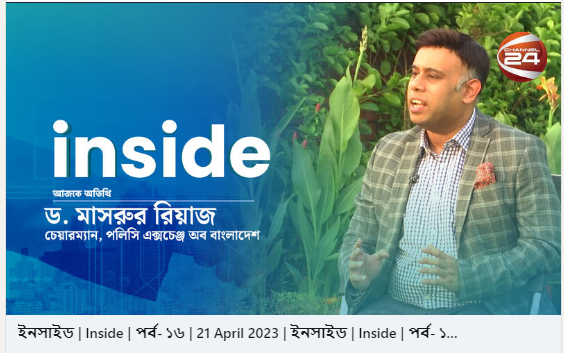 CHANNEL
24
inside
আজকে অতিথি
ড. মাসরুর রিয়াজ
চেয়ারম্যান, পলিসি এক্সচেঞ্জ অব বাংলাদেশ
ইনসাইড | Inside | পর্ব- ১৬ | 21 April 2023 | ইনসাইড | Inside | পর্ব- ১...